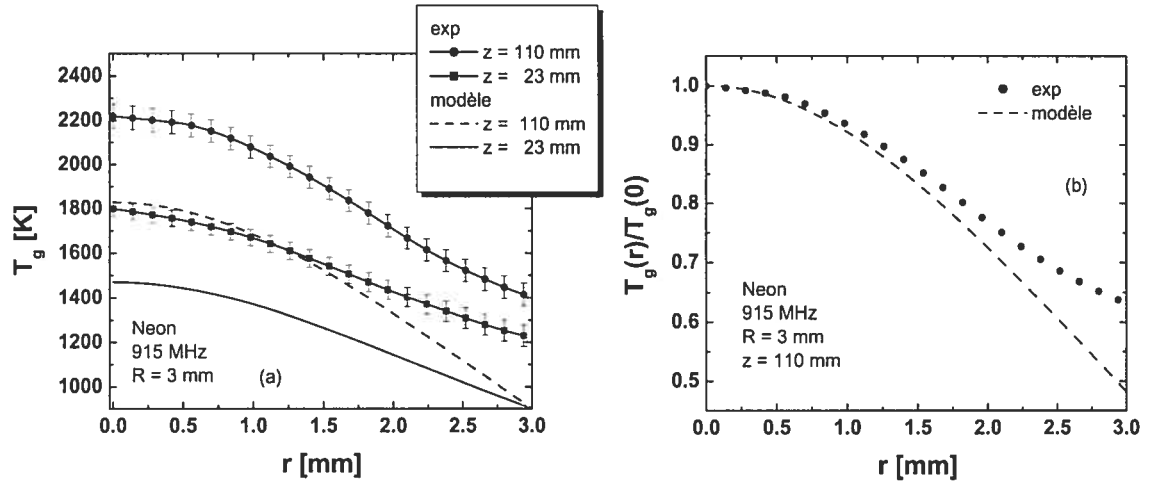 exp
z = 110 mm
z = 23 mm
modèle
z = 110 mm
z = 23 mm
2400
2200
2000
1800
1600
1400
1200
1000
T_g [K]
Neon
915 MHz
R = 3 mm
(a)
0.0 0.5 1.0 1.5 2.0 2.5 3.0
r [mm]
exp
modèle
1.0
0.9
0.8
0.7
0.6
0.5
T_g(r)/T_g(0)
(b)
Neon
915 MHz
R = 3 mm
z = 110 mm
0.0 0.5 1.0 1.5 2.0 2.5 3.0
r [mm]